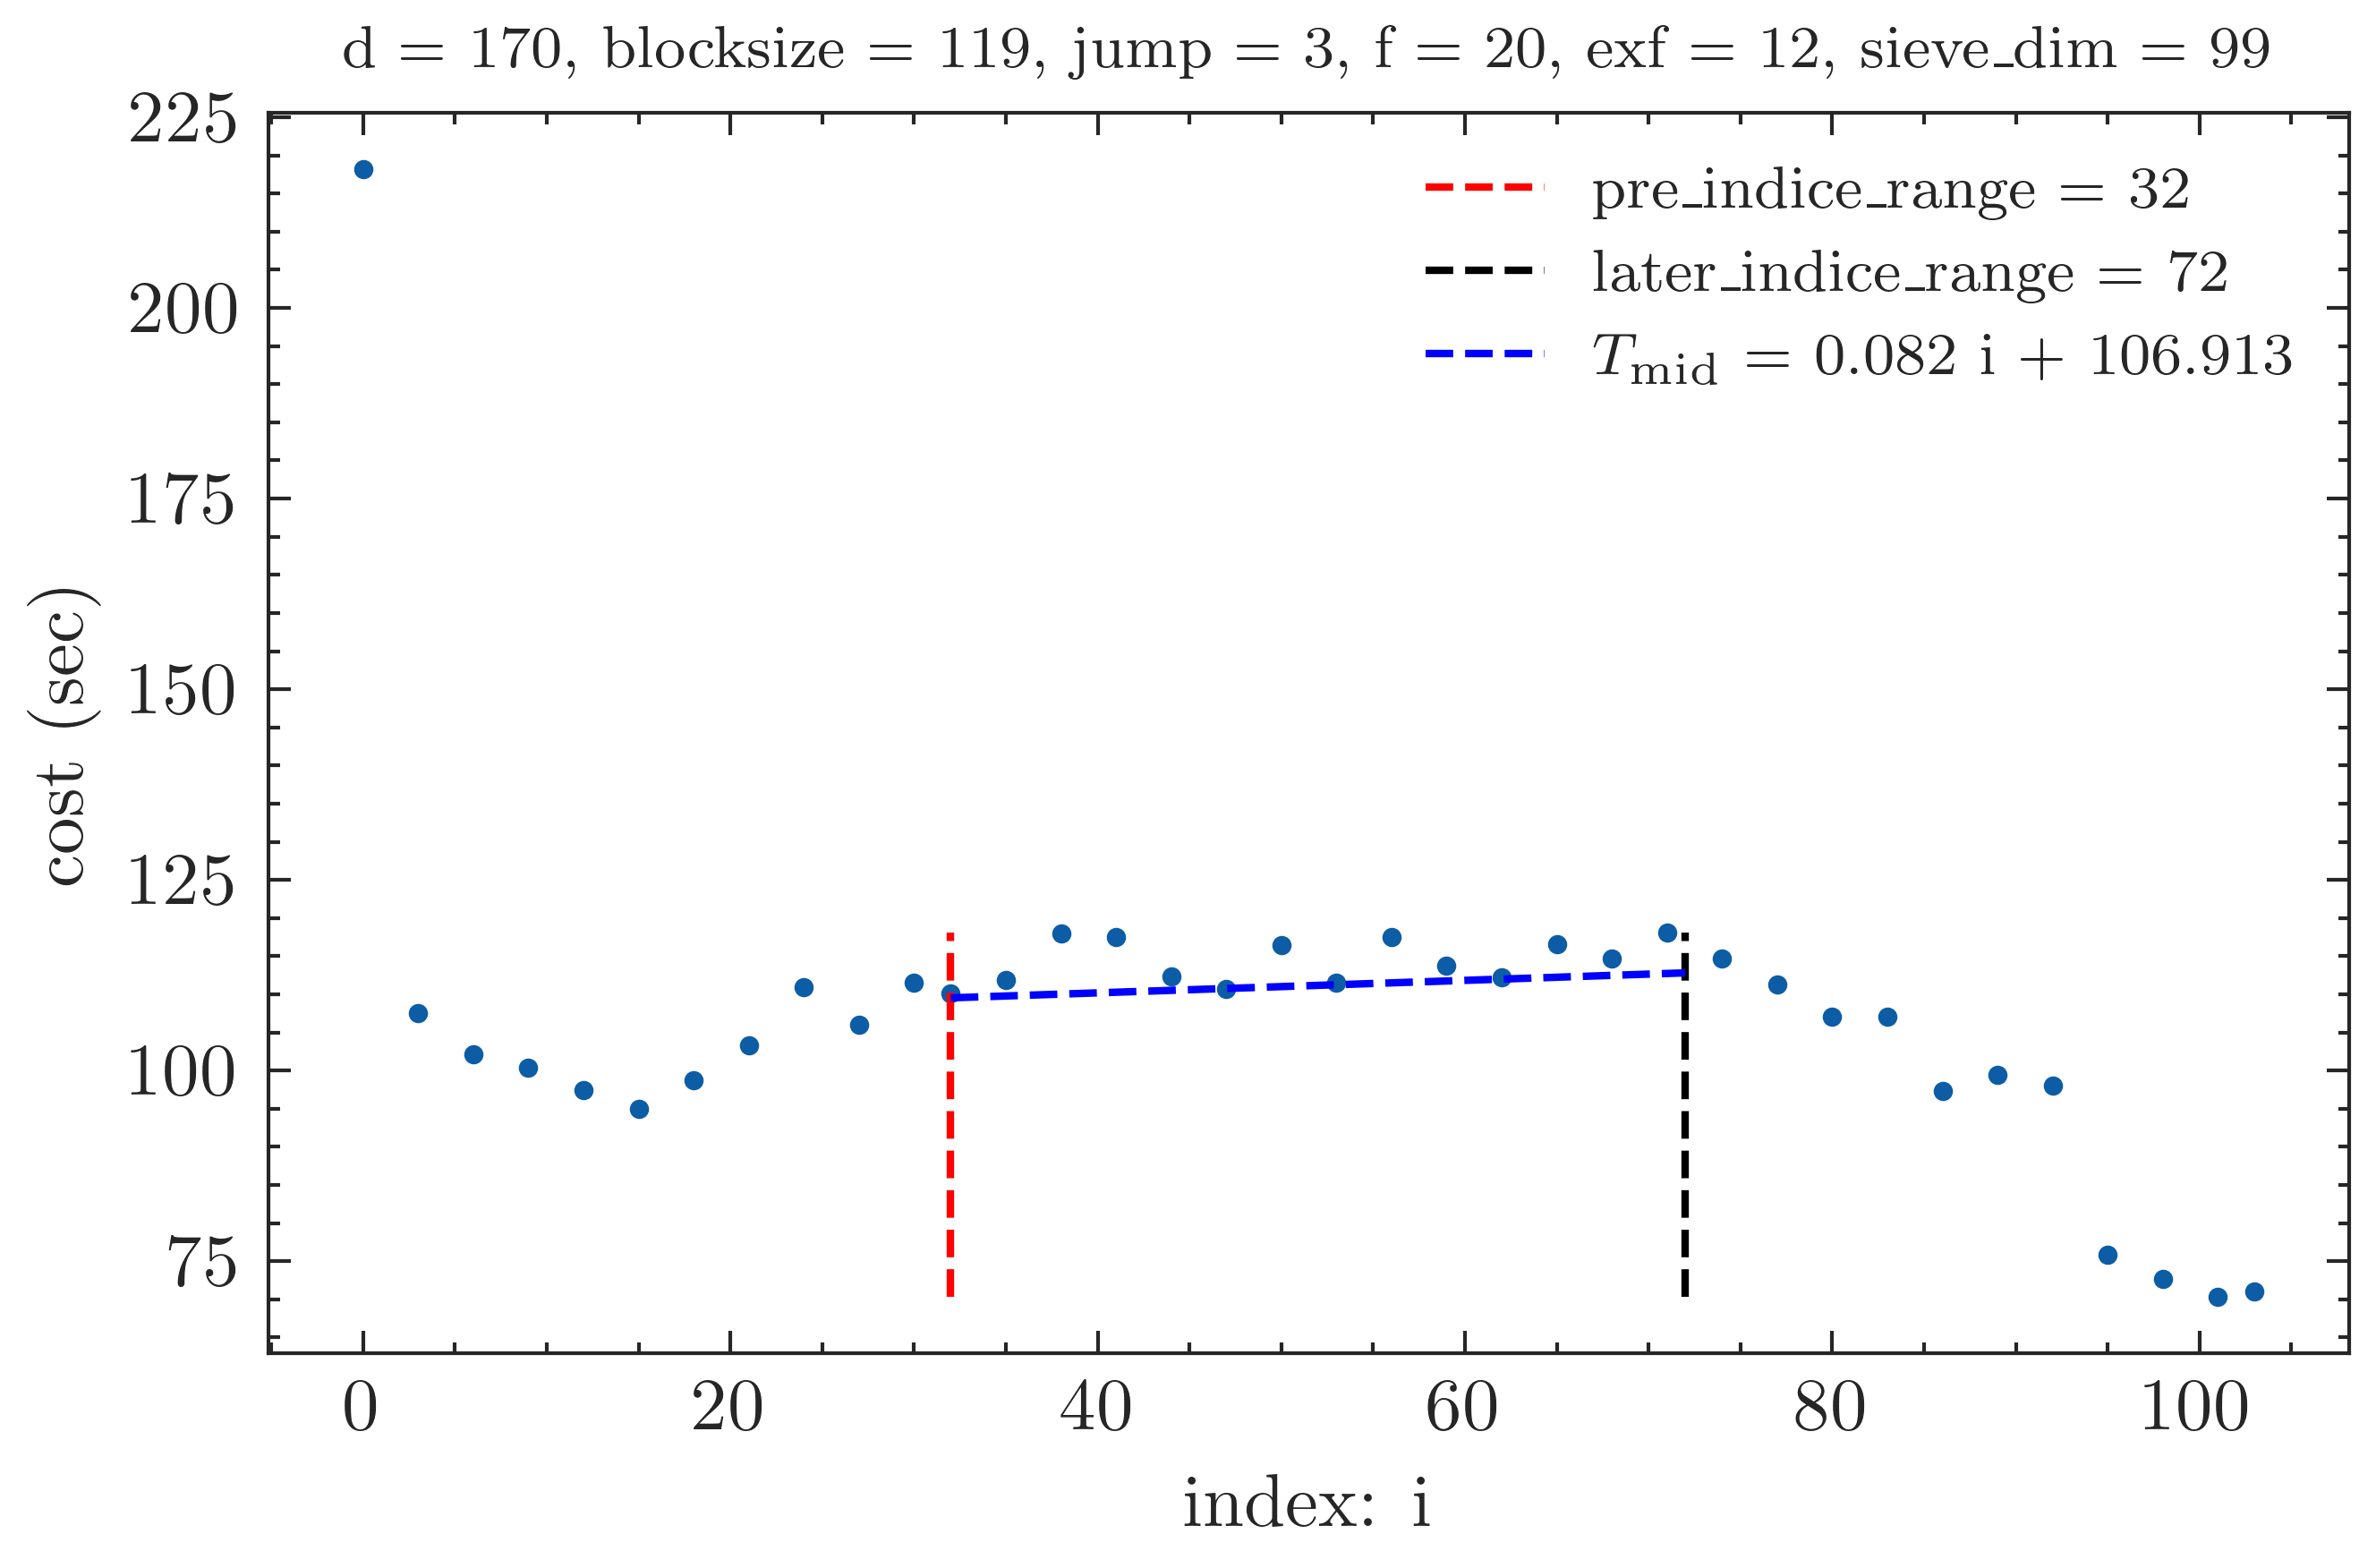 d = 170, blocksize = 119, jump = 3, f = 20, exf = 12, sieve_dim = 99
225
200
175
150
125
100
75
cost (sec)
pre_indice_range = 32
later_indice_range = 72
T_mid = 0.082 i + 106.913
0 20 40 60 80 100
index: i